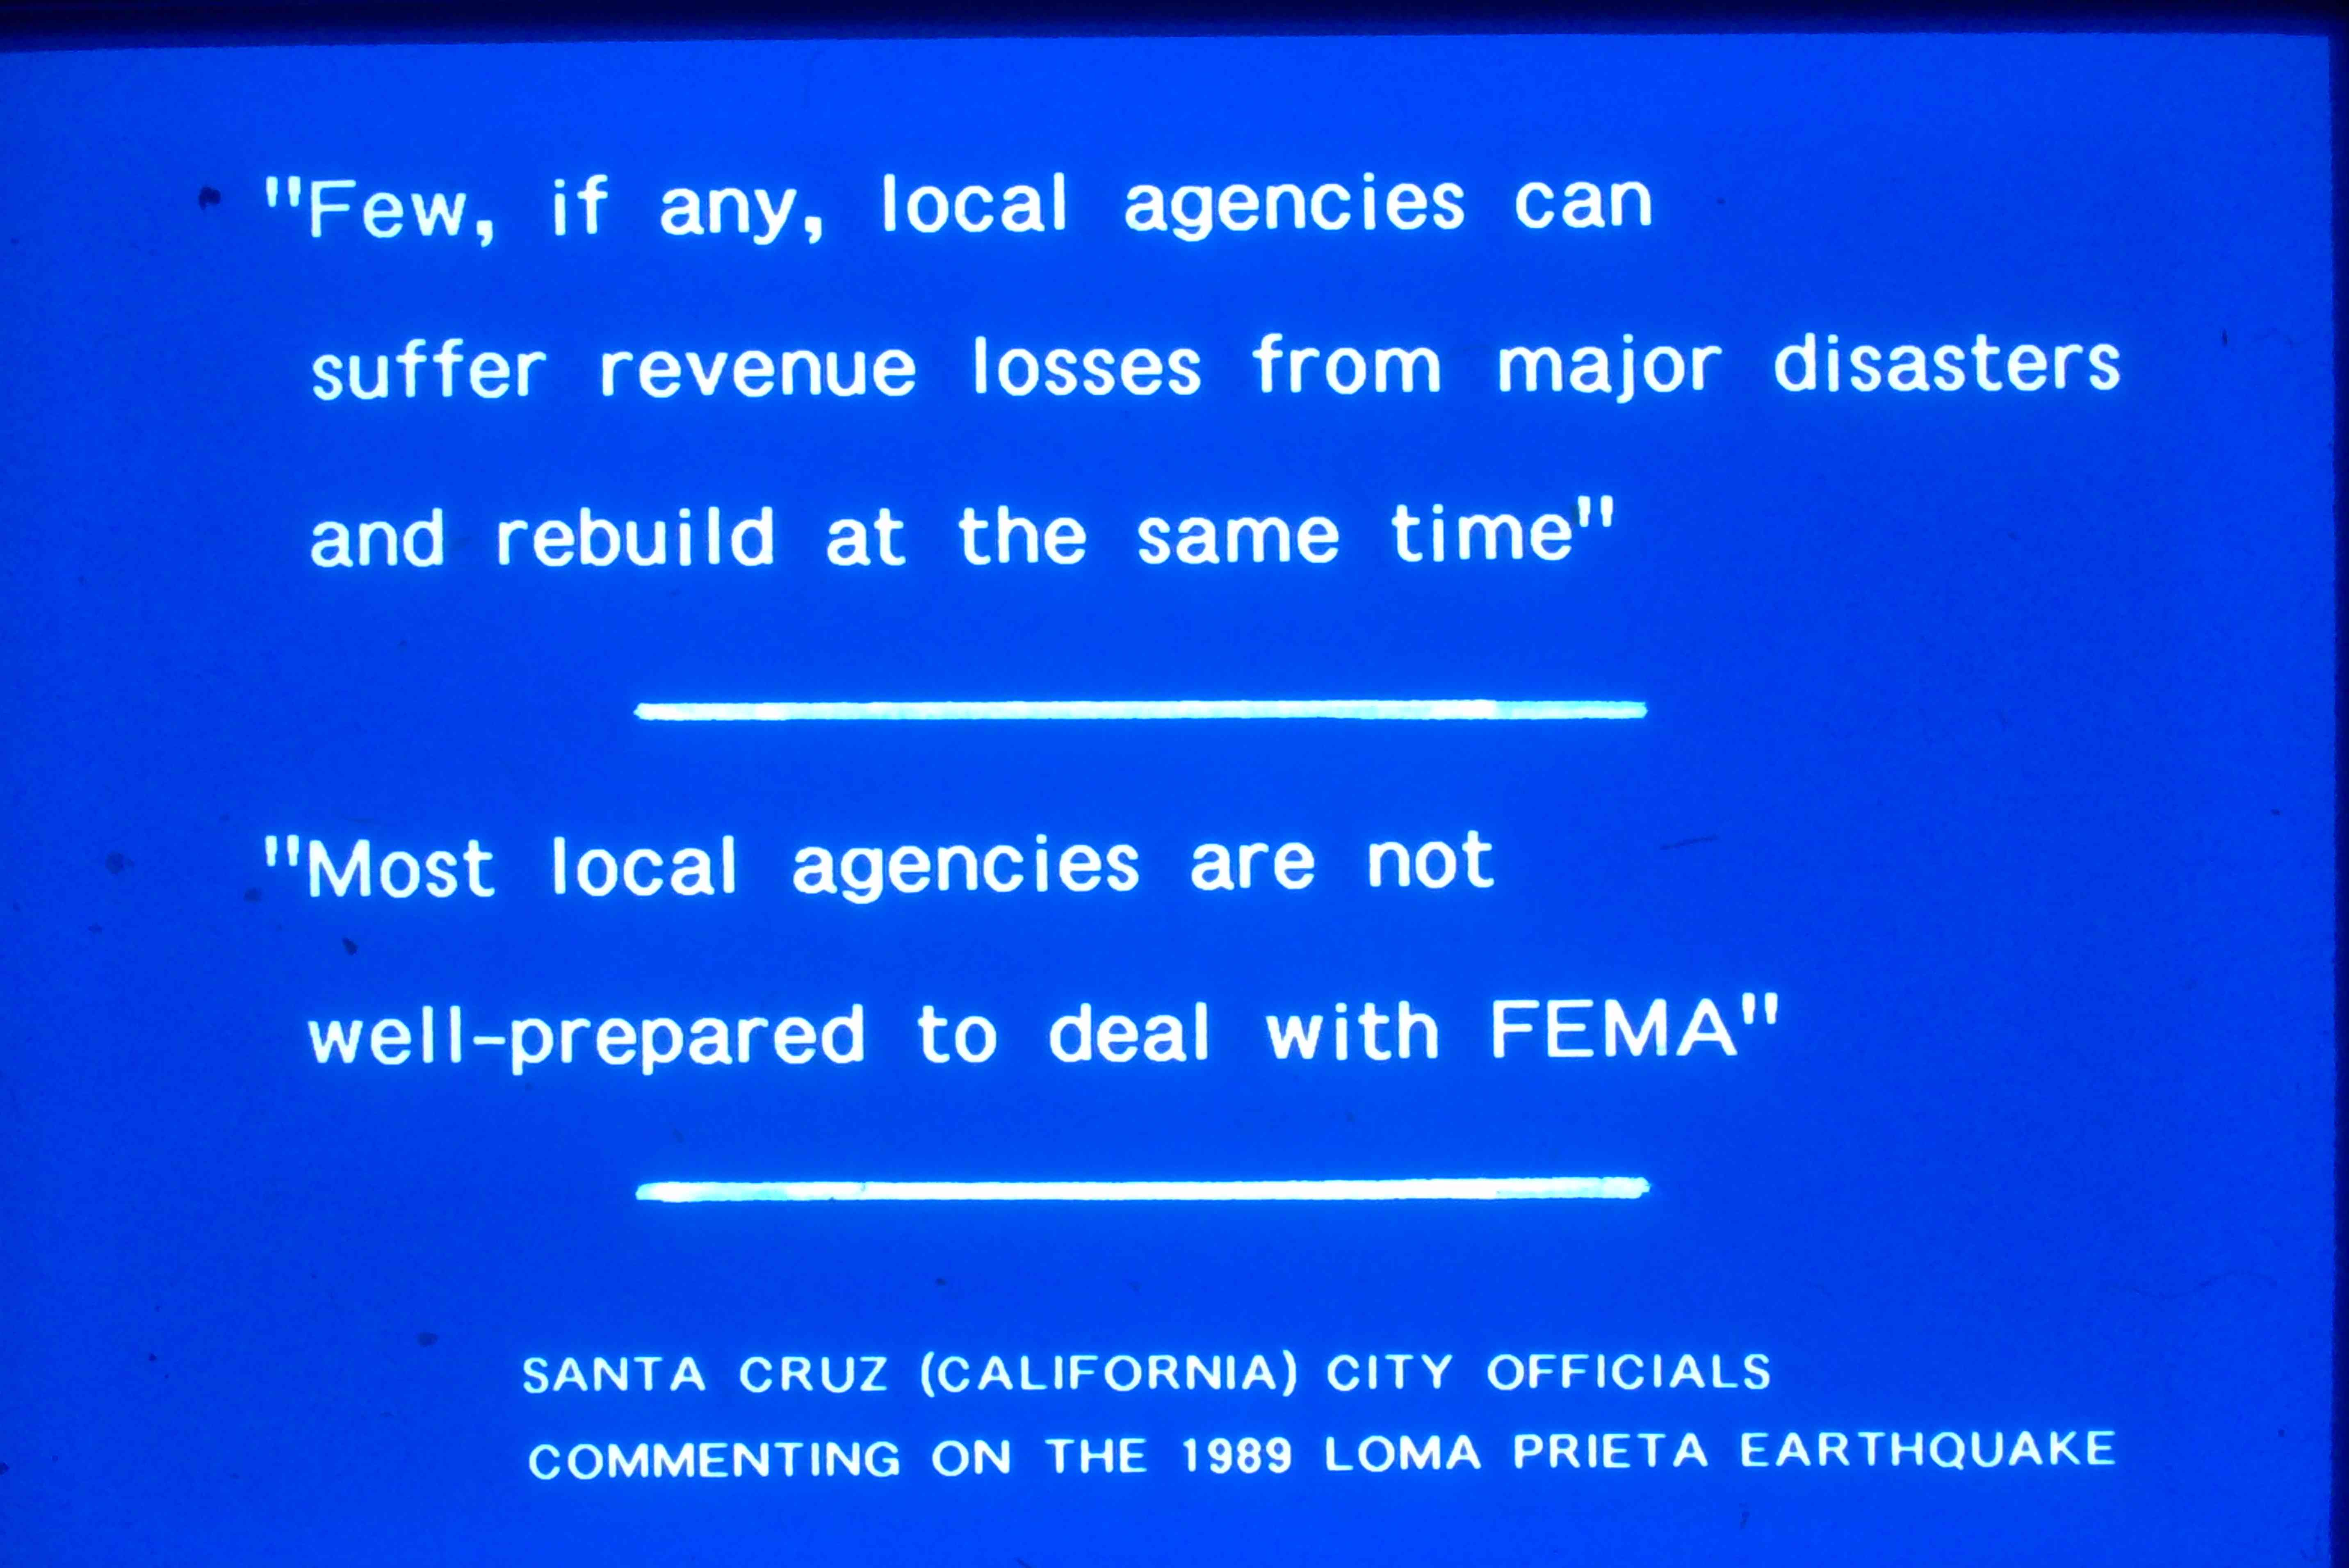 "Few, if any, local agencies can
suffer revenue losses from major disasters
and rebuild at the same time"
"Most local agencies are not
well-prepared to deal with FEMA"
SANTA CRUZ (CALIFORNIA) CITY OFFICIALS
COMMENTING ON THE 1989 LOMA PRIETA EARTHQUAKE